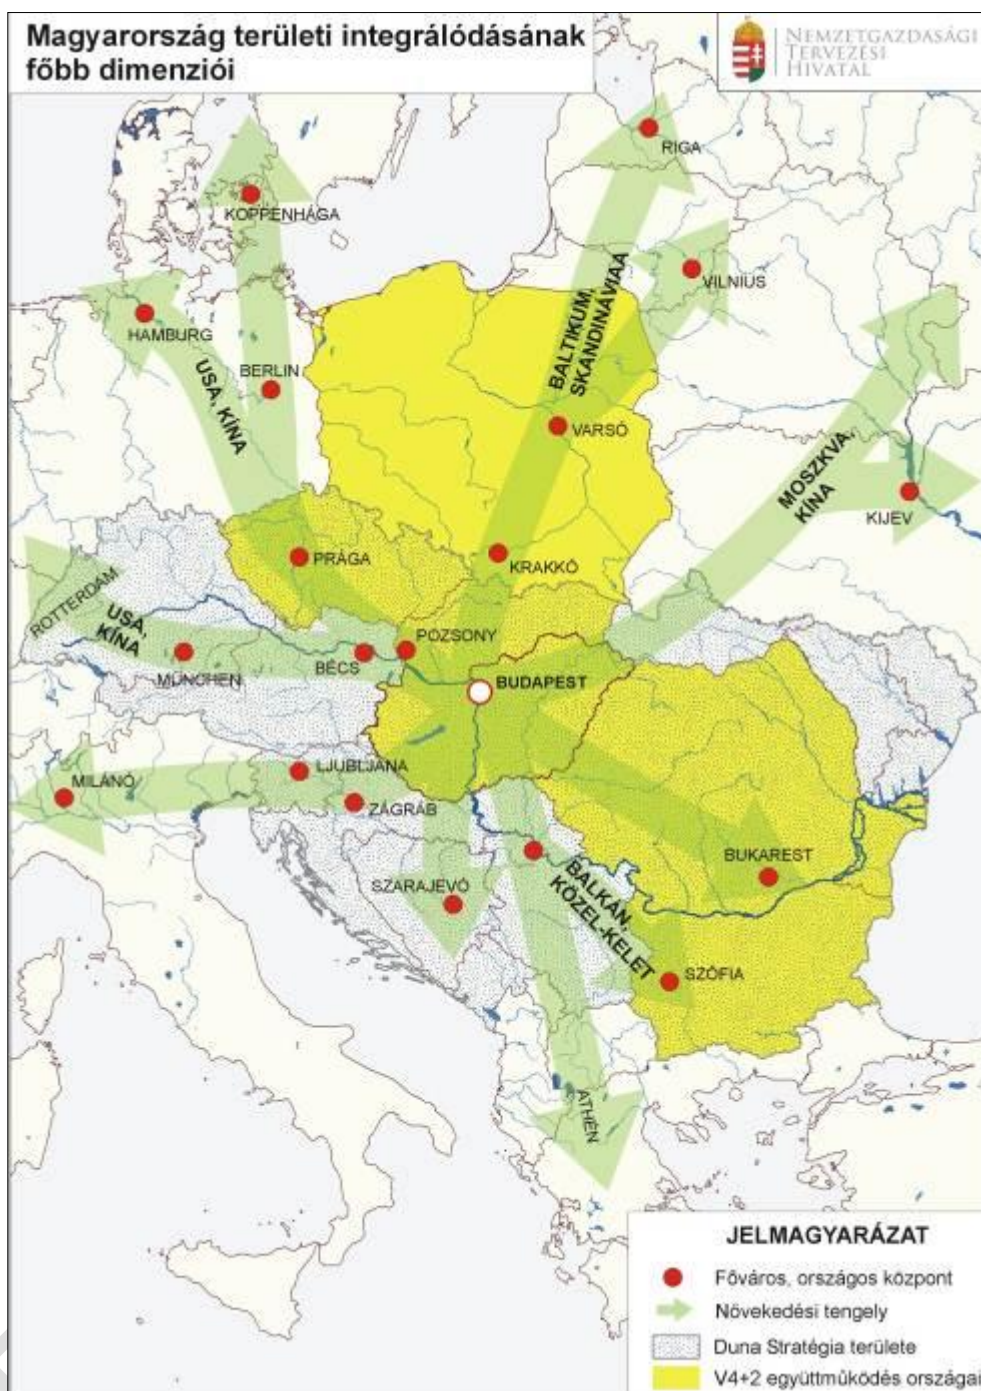 Magyarország területi integrálódásának
főbb dimenziói
NEMZETGAZDASÁGI
TERVEZÉSI
HIVATAL
RIGA
KOPPENHÁGA
VILNIUS
HAMBURG
BERLIN
USA, KÍNA
BALTIKUM,
SKANDINÁVIAA
VARSÓ
MOSZKVA,
KÍNA
KIJEV
PRÁGA
KRAKKÓ
ROTTERDAM
USA,
KÍNA
MÜNCHEN
BÉCS
POZSONY
BUDAPEST
MILÁNÓ
LJUBLJANA
ZÁGRÁB
SZARAJEVÓ
BALKÁN,
KÖZEL-KELET
BUKAREST
SZÓFIA
ATHÉN
JELMAGYARÁZAT
Főváros, országos központ
Növekedési tengely
Duna Stratégia területe
V4+2 együttműködés országai